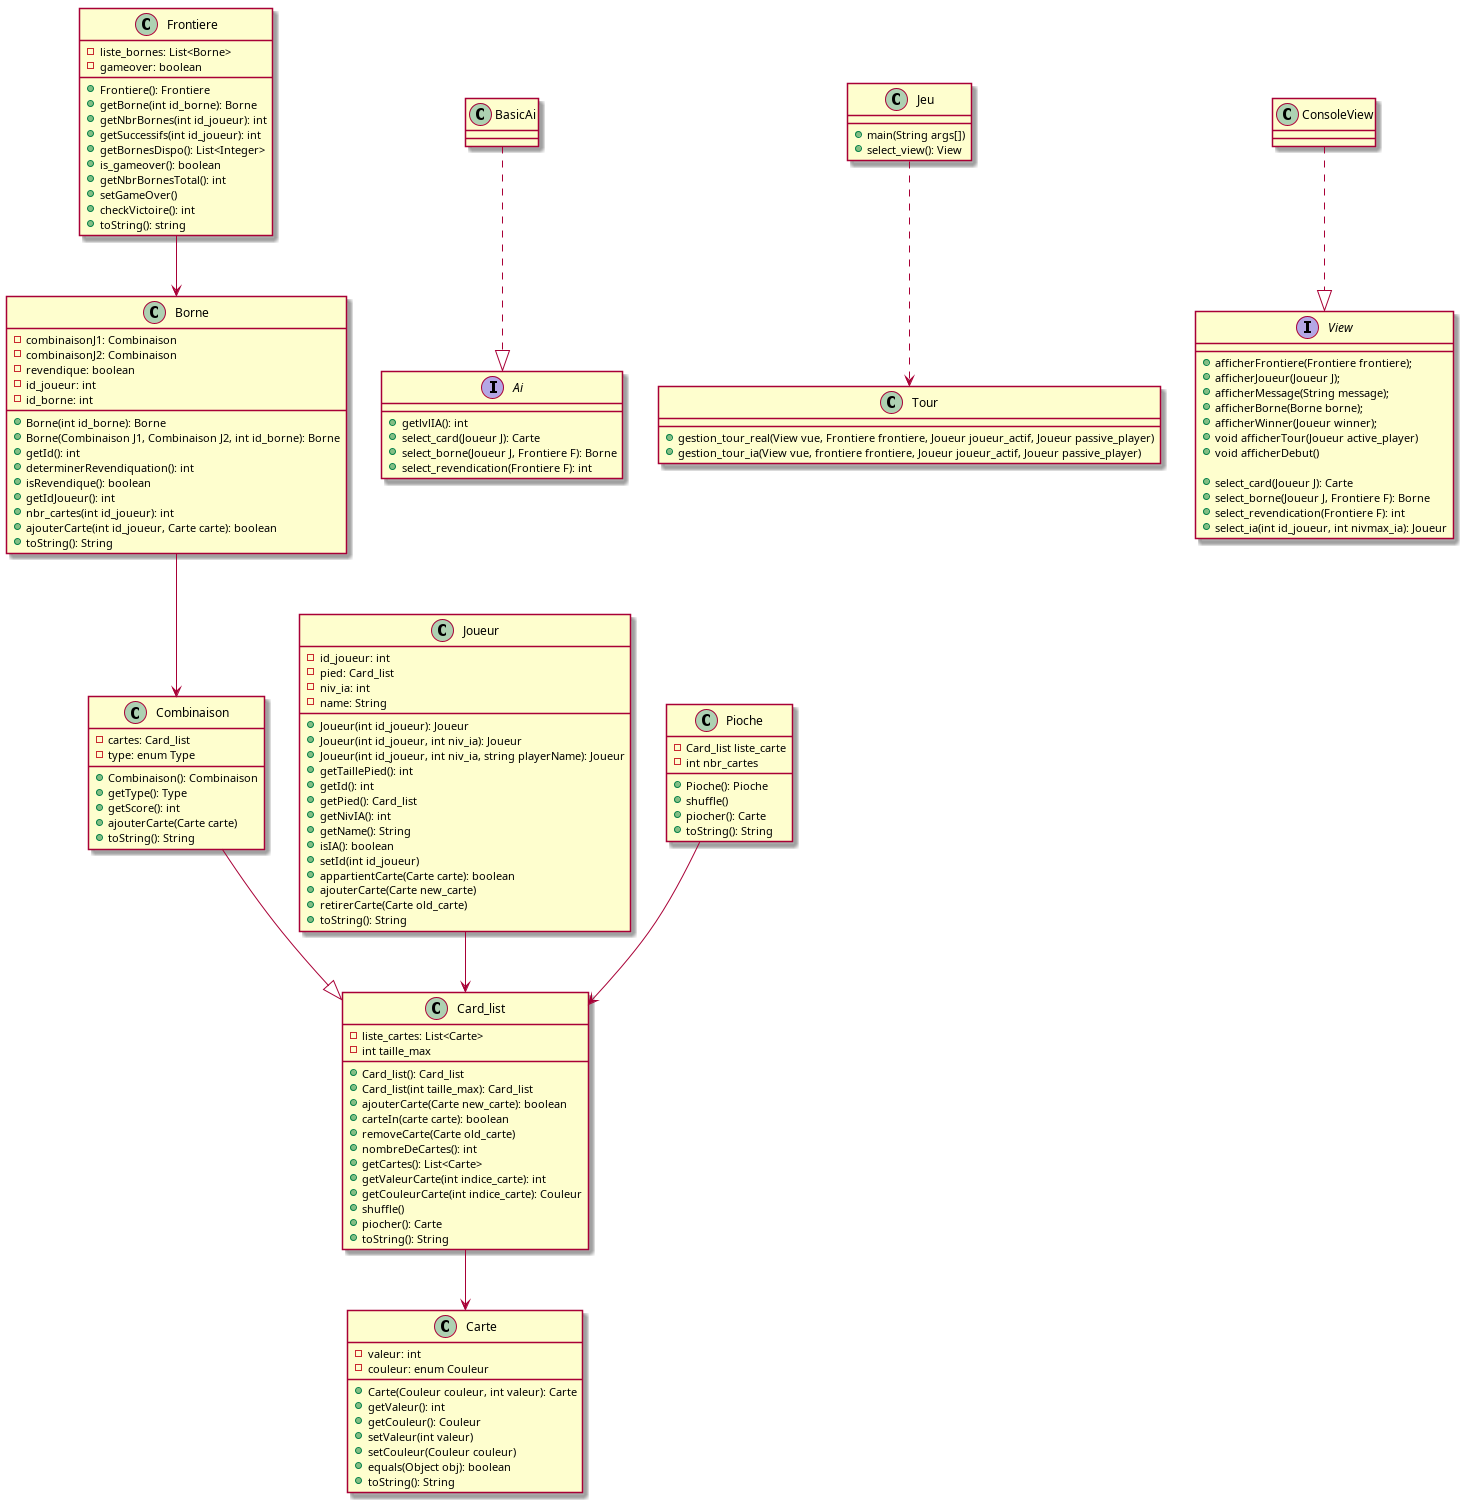 C Frontiere
liste_bornes: List<Borne>
gameover: boolean
Frontiere(): Frontiere
getBorne(int id_borne): Borne
getNbrBornes(int id_joueur): int
getSuccessifs(int id_joueur): int
getBornesDispo(): List<Integer>
is_gameover(): boolean
getNbrBornesTotal(): int
setGameOver()
checkVictoire(): int
toString(): string
C BasicAi
C Jeu
main(String args[])
select_view(): View
C ConsoleView
C Borne
combinaisonJ1: Combinaison
combinaisonJ2: Combinaison
revendique: boolean
id_joueur: int
id_borne: int
Borne(int id_borne): Borne
Borne(Combinaison J1, Combinaison J2, int id_borne): Borne
getId(): int
determinerRevendiquation(): int
isRevendique(): boolean
getIdJoueur(): int
nbr_cartes(int id_joueur): int
ajouterCarte(int id_joueur, Carte carte): boolean
toString(): String
I Ai
getlvlIA(): int
select_card(Joueur J): Carte
select_borne(Joueur J, Frontiere F): Borne
select_revendication(Frontiere F): int
C Tour
gestion_tour_real(View vue, Frontiere frontiere, Joueur joueur_actif, Joueur passive_player)
gestion_tour_ia(View vue, frontiere frontiere, Joueur joueur_actif, Joueur passive_player)
I View
afficherFrontiere(Frontiere frontiere);
afficherJoueur(Joueur J);
afficherMessage(String message);
afficherBorne(Borne borne);
afficherWinner(Joueur winner);
void afficherTour(Joueur active_player)
void afficherDebut()
select_card(Joueur J): Carte
select_borne(Joueur J, Frontiere F): Borne
select_revendication(Frontiere F): int
select_ia(int id_joueur, int nivmax_ia): Joueur
C Combinaison
cartes: Card_list
type: enum Type
Combinaison(): Combinaison
getType(): Type
getScore(): int
ajouterCarte(Carte carte)
toString(): String
C Joueur
id_joueur: int
pied: Card_list
niv_ia: int
name: String
Joueur(int id_joueur): Joueur
Joueur(int id_joueur, int niv_ia): Joueur
Joueur(int id_joueur, int niv_ia, string playerName): Joueur
getTaillePied(): int
getId(): int
getPied(): Card_list
getNivIA(): int
getName(): String
isIA(): boolean
setId(int id_joueur)
appartientCarte(Carte carte): boolean
ajouterCarte(Carte new_carte)
retirerCarte(Carte old_carte)
toString(): String
C Pioche
Card_list liste_carte
int nbr_cartes
Pioche(): Pioche
shuffle()
piocher(): Carte
toString(): String
C Card_list
liste_cartes: List<Carte>
int taille_max
Card_list(): Card_list
Card_list(int taille_max): Card_list
ajouterCarte(Carte new_carte): boolean
carteIn(carte carte): boolean
removeCarte(Carte old_carte)
nombreDeCartes(): int
getCartes(): List<Carte>
getValeurCarte(int indice_carte): int
getCouleurCarte(int indice_carte): Couleur
shuffle()
piocher(): Carte
toString(): String
C Carte
valeur: int
couleur: enum Couleur
Carte(Couleur couleur, int valeur): Carte
getValeur(): int
getCouleur(): Couleur
setValeur(int valeur)
setCouleur(Couleur couleur)
equals(Object obj): boolean
toString(): String